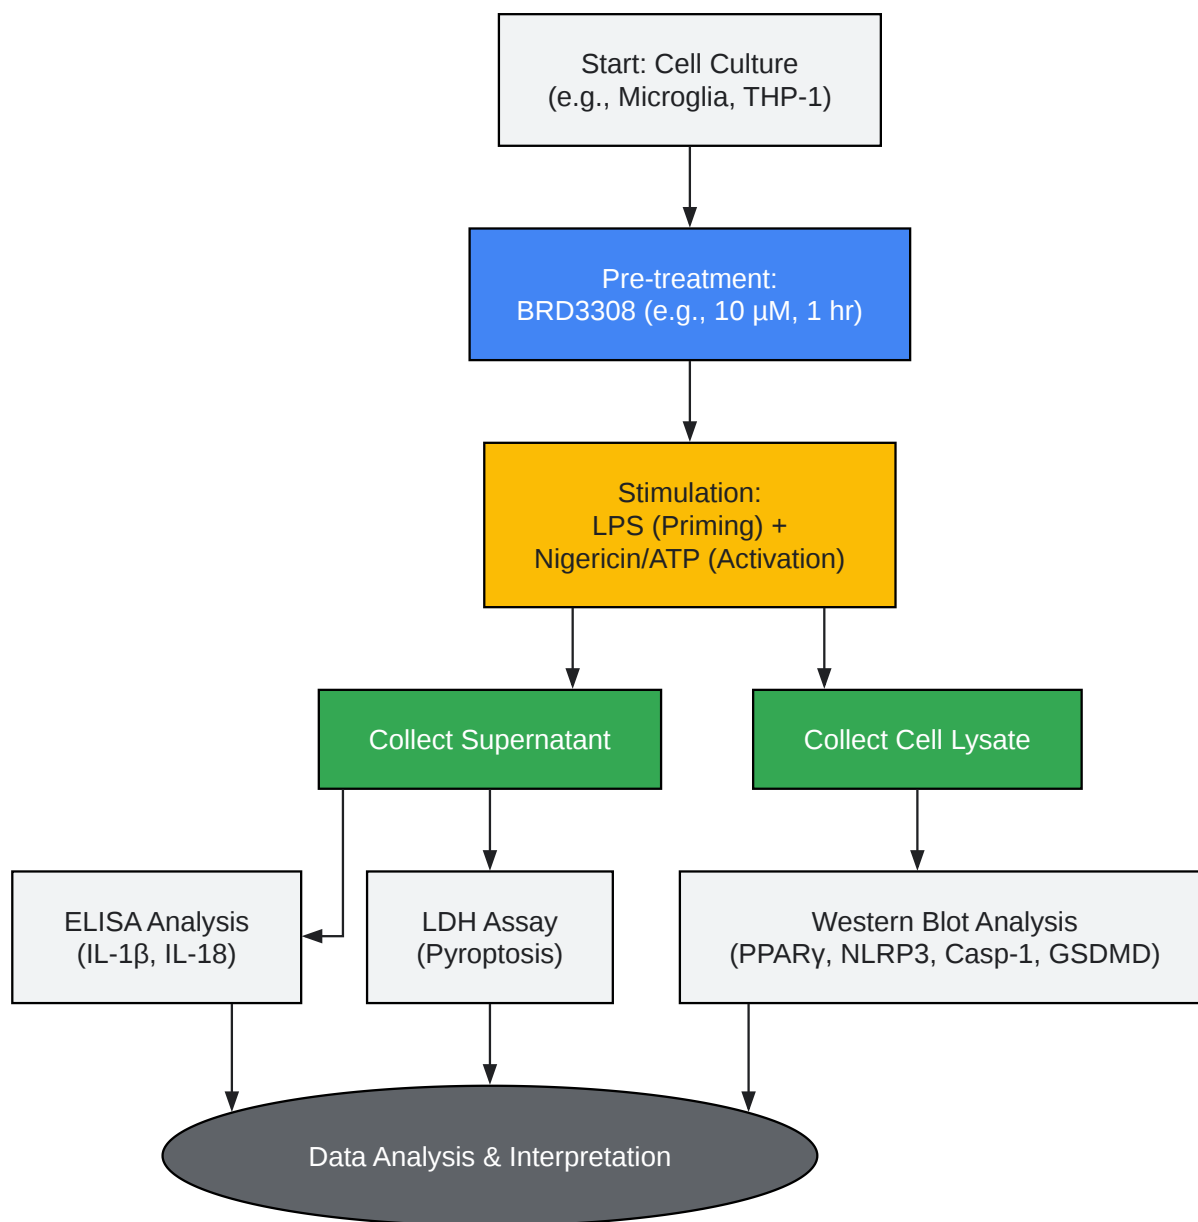 Start: Cell Culture
(e.g., Microglia, THP-1)
Pre-treatment:
BRD3308 (e.g., 10 µM, 1 hr)
Stimulation:
LPS (Priming) +
Nigericin/ATP (Activation)
Collect Supernatant
Collect Cell Lysate
ELISA Analysis
(IL-1β, IL-18)
LDH Assay
(Pyroptosis)
Western Blot Analysis
(PPARγ, NLRP3, Casp-1, GSDMD)
Data Analysis & Interpretation